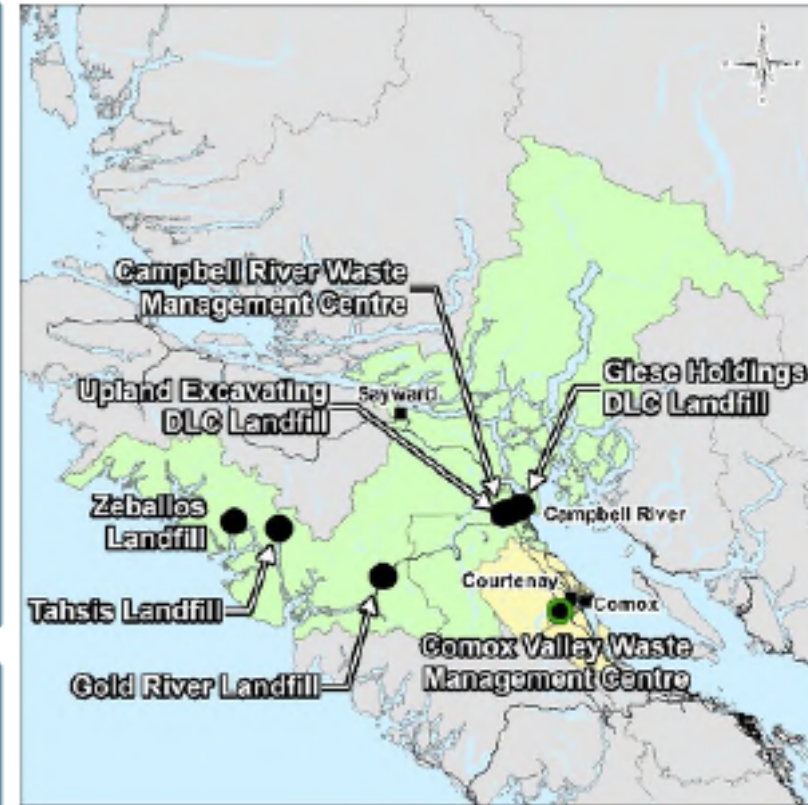 Campbell River Waste
Management Centre
Upland Excavating
DLC Landfill
Sayward
Giese Holdings
DLC Landfill
Zeballos
Landfill
Campbell River
Courtenay
Comox
Tahsis Landfill
Comox Valley Waste
Management Centre
Gold River Landfill